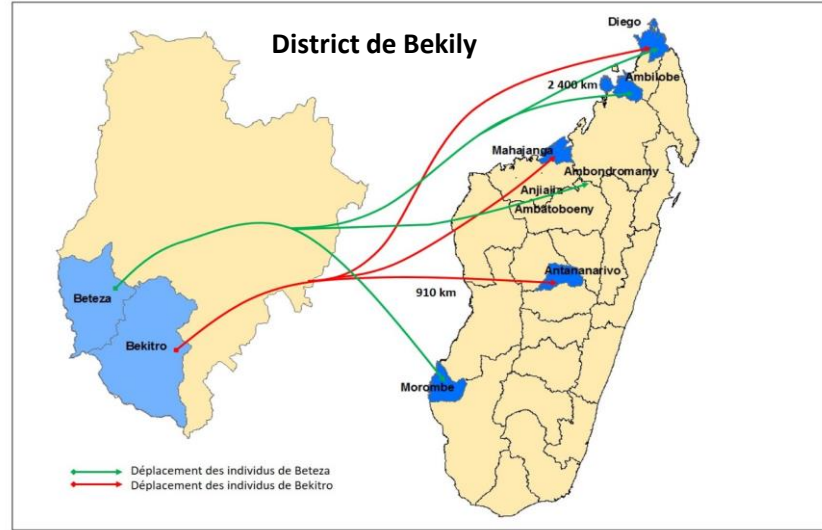 District de Bekily
Diego
Ambilobe
2 400 km
Mahajanga
Ambondromamy
Anjiajia
Ambatoboeny
Antananarivo
910 km
Beteza
Bekitro
Morombe
Déplacement des individus de Beteza
Déplacement des individus de Bekitro